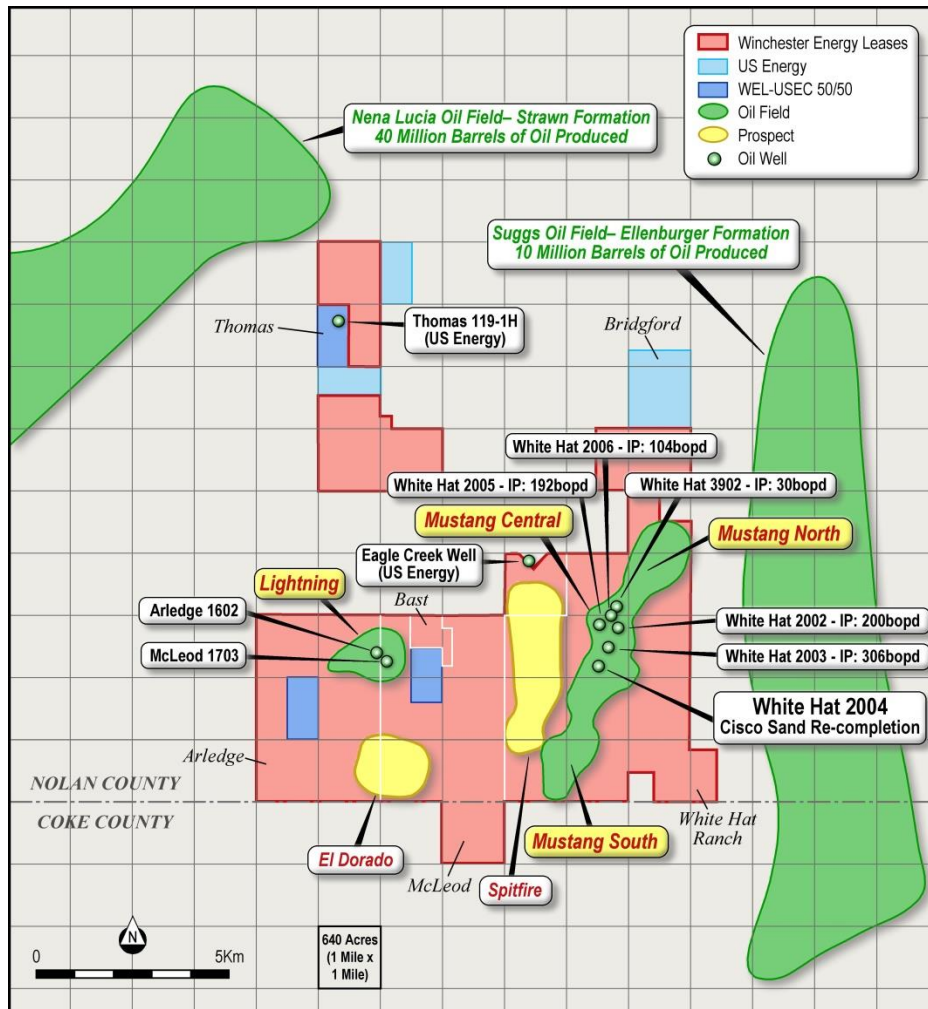 Winchester Energy Leases
US Energy
WEL-USEC 50/50
Oil Field
Prospect
Oil Well
Nena Lucia Oil Field– Strawn Formation
40 Million Barrels of Oil Produced
Suggs Oil Field– Ellenburger Formation
10 Million Barrels of Oil Produced
Thomas
Thomas 119-1H
(US Energy)
Bridgford
White Hat 2006 - IP: 104bopd
White Hat 2005 - IP: 192bopd
White Hat 3902 - IP: 30bopd
Mustang Central
Mustang North
Eagle Creek Well
(US Energy)
Lightning
Bast
Arledge 1602
McLeod 1703
White Hat 2002 - IP: 200bopd
White Hat 2003 - IP: 306bopd
White Hat 2004
Cisco Sand Re-completion
Arledge
NOLAN COUNTY
COKE COUNTY
White Hat
Ranch
Mustang South
El Dorado
McLeod
Spitfire
N
0
5Km
640 Acres
(1 Mile x
1 Mile)